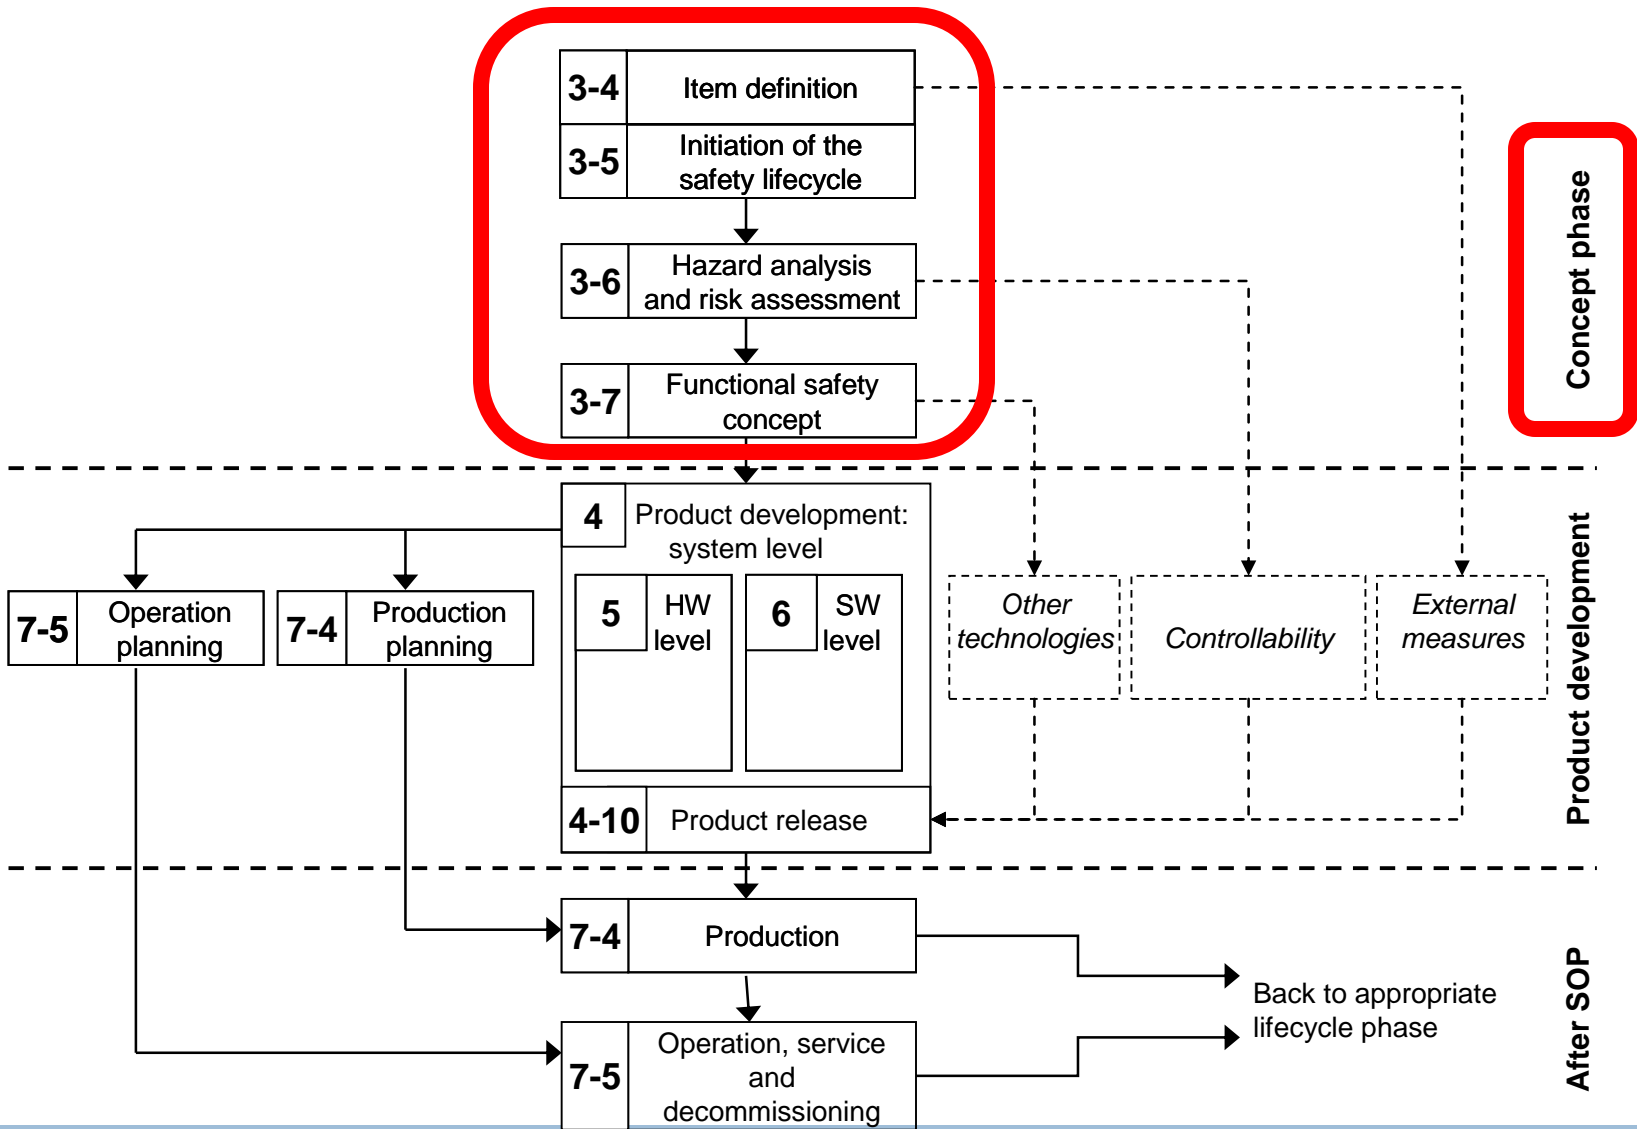 3-4
Item definition
3-5
Initiation of the
safety lifecycle
3-6
Hazard analysis
and risk assessment
3-7
Functional safety
concept
Concept phase
4
Product development:
system level
5
HW
level
6
SW
level
7-5
Operation
planning
7-4
Production
planning
Other
technologies
Controllability
External
measures
4-10
Product release
Product development
7-4
Production
7-5
Operation, service
and
decommissioning
Back to appropriate
lifecycle phase
After SOP